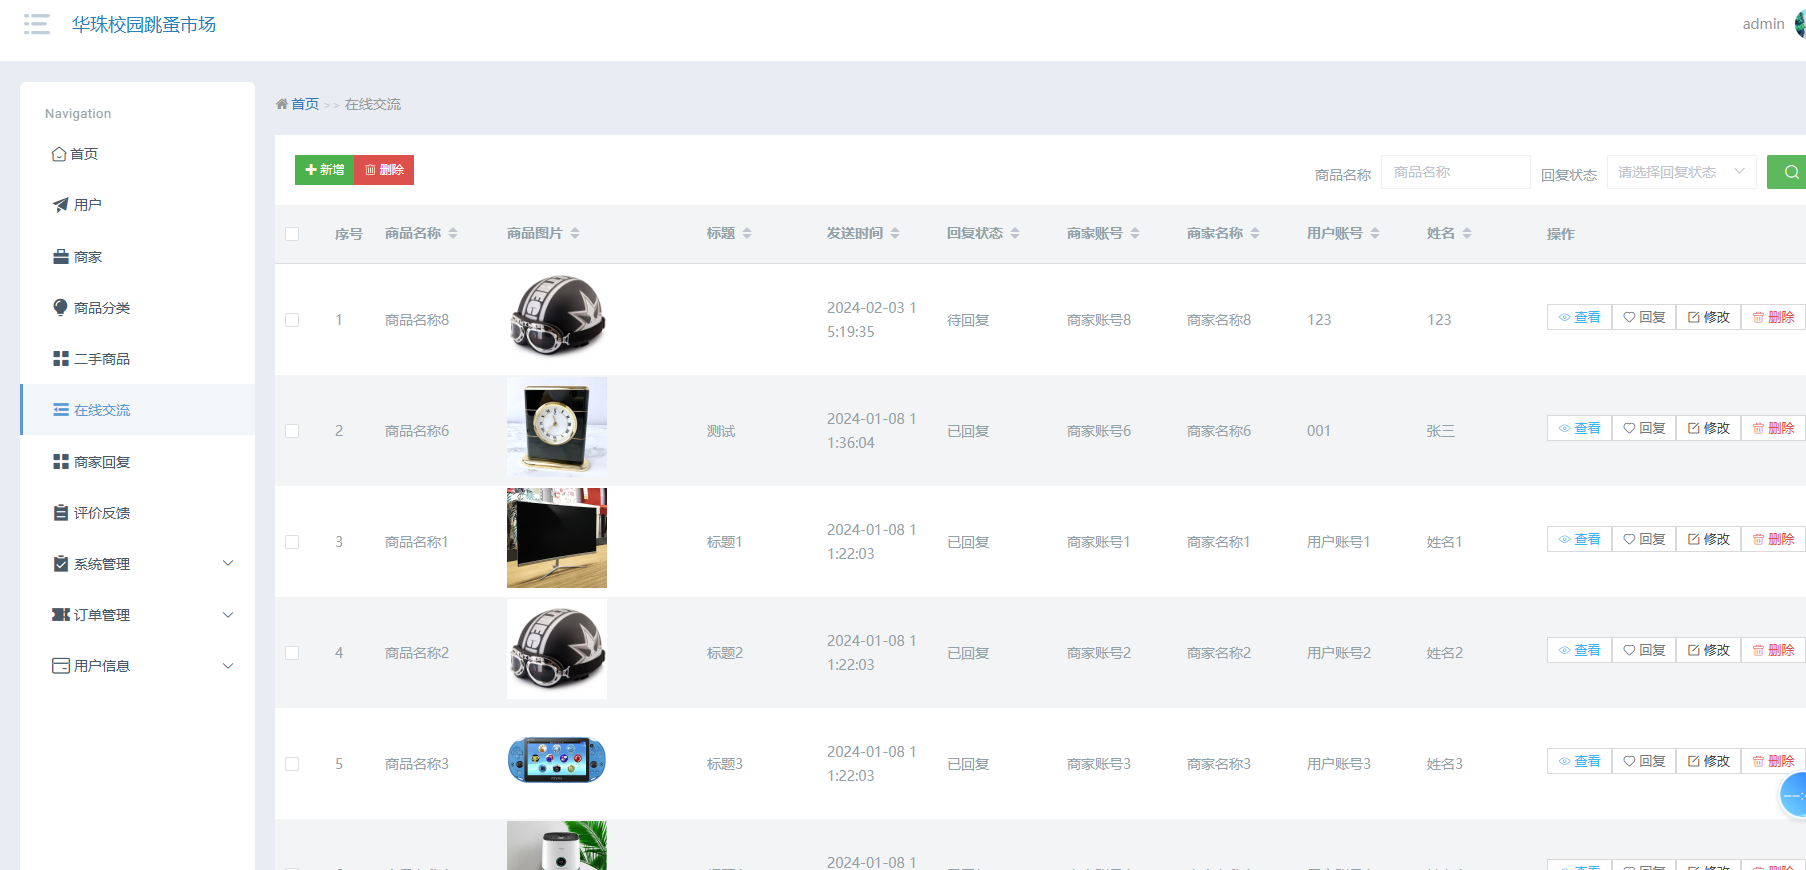 华珠校园跳蚤市场
admin
Navigation
首页
用户
商家
商品分类
二手商品
在线交流
商家回复
评价反馈
系统管理
订单管理
用户信息
首页 >> 在线交流
新增 删除
商品名称 商品名称 回复状态 请选择回复状态
序号 商品名称 商品图片 标题 发送时间 回复状态 商家账号 商家名称 用户账号 姓名 操作
1 商品名称8 2024-02-03 1
5:19:35 待回复 商家账号8 商家名称8 123 123 查看 回复 修改 删除
2 商品名称6 测试 2024-01-08 1
1:36:04 已回复 商家账号6 商家名称6 001 张三 查看 回复 修改 删除
3 商品名称1 标题1 2024-01-08 1
1:22:03 已回复 商家账号1 商家名称1 用户账号1 姓名1 查看 回复 修改 删除
4 商品名称2 标题2 2024-01-08 1
1:22:03 已回复 商家账号2 商家名称2 用户账号2 姓名2 查看 回复 修改 删除
5 商品名称3 标题3 2024-01-08 1
1:22:03 已回复 商家账号3 商家名称3 用户账号3 姓名3 查看 回复 修改 删除
2024-01-08 1